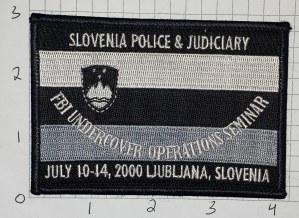 SLOVENIA POLICE & JUDICIARY
FBI UNDERCOVER OPERATIONS SEMINAR
JULY 10-14, 2000 LJUBLJANA, SLOVENIA
3
2
1
0
1
2
3
4